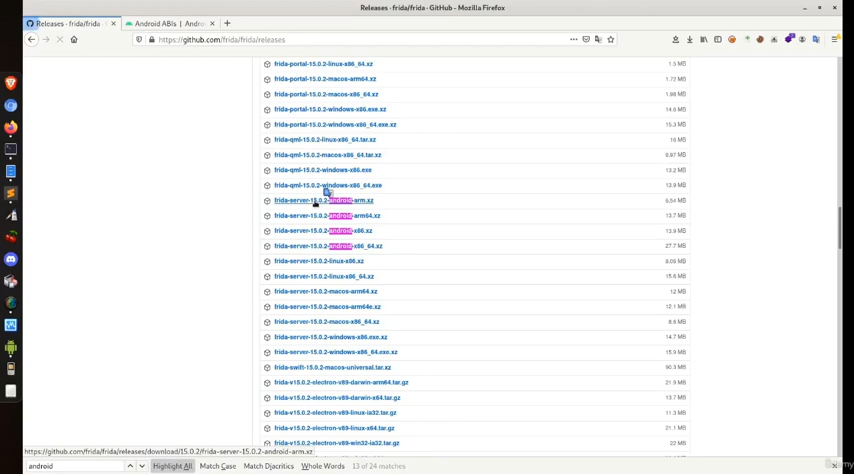 Releases · frida/frida · GitHub — Mozilla Firefox
Releases · frida/frida ·
Android ABIs | Andro
https://github.com/frida/frida/releases
frida-portal-15.0.2-linux-x86_64.xz 1.5 MB
frida-portal-15.0.2-macos-arm64.xz 1.72 MB
frida-portal-15.0.2-macos-x86_64.xz 1.98 MB
frida-portal-15.0.2-windows-x86.exe.xz 14.6 MB
frida-portal-15.0.2-windows-x86_64.exe.xz 15.3 MB
frida-qml-15.0.2-linux-x86_64.tar.xz 15 MB
frida-qml-15.0.2-macos-x86_64.tar.xz 8.87 MB
frida-qml-15.0.2-windows-x86.exe 13.2 MB
frida-qml-15.0.2-windows-x86_64.exe 13.9 MB
frida-server-15.0.2-android-arm.xz 6.54 MB
frida-server-15.0.2-android-arm64.xz 13.7 MB
frida-server-15.0.2-android-x86.xz 13.9 MB
frida-server-15.0.2-android-x86_64.xz 27.7 MB
frida-server-15.0.2-linux-x86.xz 8.09 MB
frida-server-15.0.2-linux-x86_64.xz 15.6 MB
frida-server-15.0.2-macos-arm64.xz 12 MB
frida-server-15.0.2-macos-arm64e.xz 12.1 MB
frida-server-15.0.2-macos-x86_64.xz 8.6 MB
frida-server-15.0.2-windows-x86.exe.xz 14.7 MB
frida-server-15.0.2-windows-x86_64.exe.xz 15.9 MB
frida-swift-15.0.2-macos-universal.tar.xz 90.3 MB
frida-v15.0.2-electron-v89-darwin-arm64.tar.gz 21.9 MB
frida-v15.0.2-electron-v89-darwin-x64.tar.gz 13.7 MB
frida-v15.0.2-electron-v89-linux-ia32.tar.gz 11.3 MB
frida-v15.0.2-electron-v89-linux-x64.tar.gz 21.1 MB
frida-v15.0.2-electron-v89-win32-ia32.tar.gz 22 MB
https://github.com/frida/frida/releases/download/15.0.2/frida-server-15.0.2-android-arm.xz
android Highlight All Match Case Match Diacritics Whole Words 13 of 24 matches